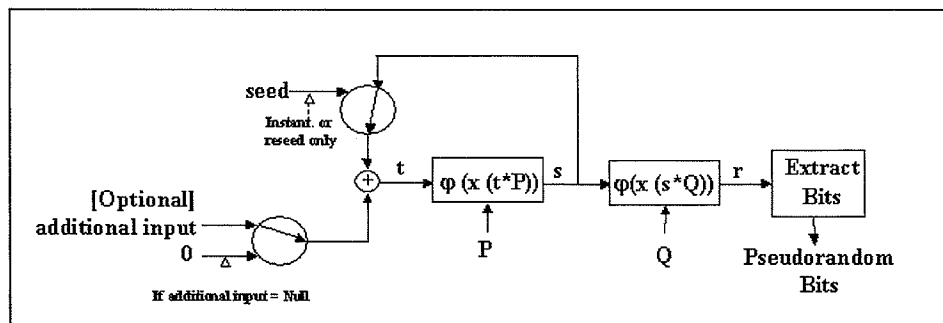 seed
Instant. or
reseed only
t
φ (x (t*P))
s
φ(x (s*Q))
r
Extract
Bits
[Optional]
additional input
0
P
Q
Pseudorandom
Bits
If additional input = Null